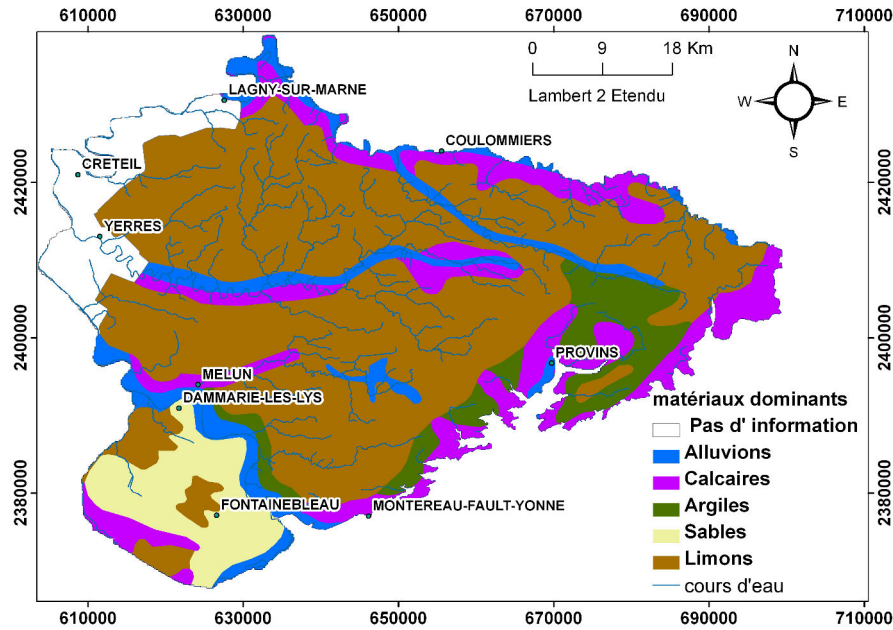 610000 630000 650000 670000 690000 710000
0 9 18 Km
Lambert 2 Etendu
N
W E
S
LAGNY-SUR-MARNE
COULOMMIERS
CRETEIL
YERRES
PROVINS
MELUN
DAMMARIE-LES-LYS
FONTAINEBLEAU
MONTEREAU-FAULT-YONNE
2420000
2400000
2380000
2420000
2400000
2380000
matériaux dominants
Pas d' information
Alluvions
Calcaires
Argiles
Sables
Limons
cours d'eau
610000 630000 650000 670000 690000 710000